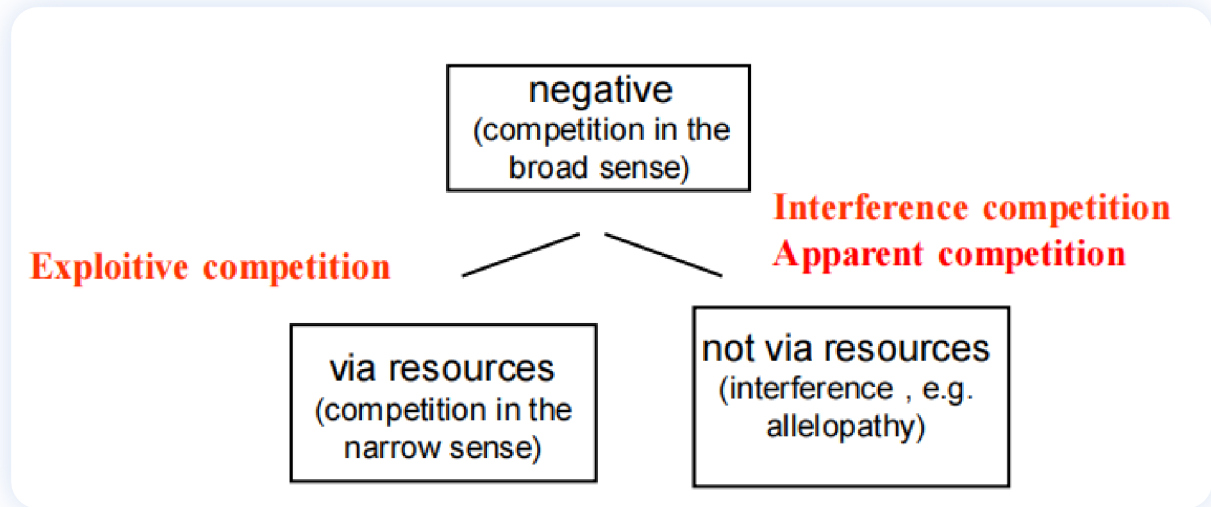 negative
(competition in the
broad sense)
Interference competition
Apparent competition
Exploitive competition
via resources
(competition in the
narrow sense)
not via resources
(interference , e.g.
allelopathy)